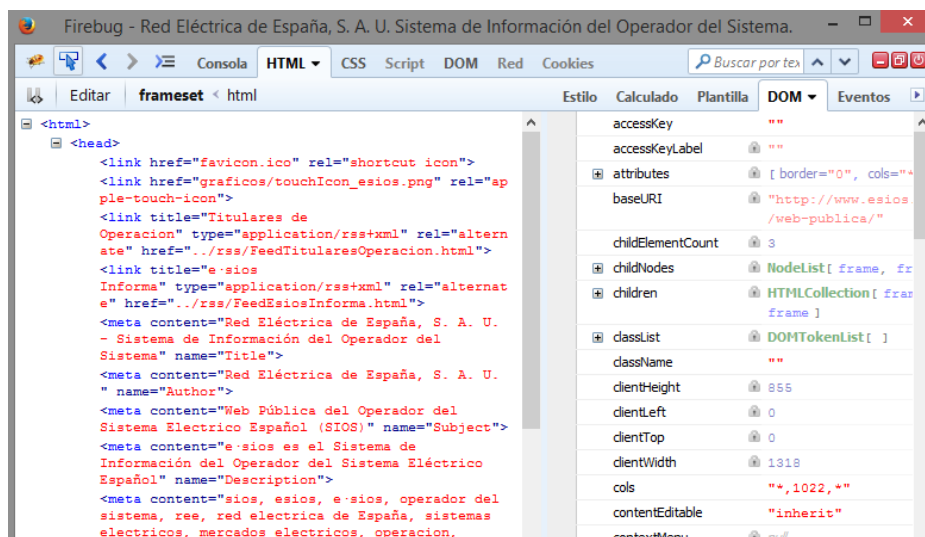 Firebug - Red Eléctrica de España, S. A. U. Sistema de Información del Operador del Sistema.
Consola HTML CSS Script DOM Red Cookies Buscar por tex
Editar frameset < html
Estilo Calculado Plantilla DOM Eventos
<html>
<head>
<link href="favicon.ico" rel="shortcut icon">
<link href="graficos/touchIcon_esios.png" rel="ap
ple-touch-icon">
<link title="Titulares de
Operacion" type="application/rss+xml" rel="altern
ate" href="../rss/FeedTitularesOperacion.html">
<link title="e·sios
Informa" type="application/rss+xml" rel="alternat
e" href="../rss/FeedEsiosInforma.html">
<meta content="Red Eléctrica de España, S. A. U.
- Sistema de Información del Operador del
Sistema" name="Title">
<meta content="Red Eléctrica de España, S. A. U.
" name="Author">
<meta content="Web Pública del Operador del
Sistema Electrico Español (SIOS)" name="Subject">
<meta content="e·sios es el Sistema de
Información del Operador del Sistema Eléctrico
Español" name="Description">
<meta content="sios, esios, e·sios, operador del
sistema, ree, red electrica de España, sistemas
electricos, mercados electricos, operacion,
accessKey ""
accessKeyLabel ""
attributes [ border="0", cols="*
baseURI "http://www.esios.
/web-publica/"
childElementCount 3
childNodes NodeList[ frame, fr
children HTMLCollection[ fram
frame ]
classList DOMTokenList[ ]
className ""
clientHeight 855
clientLeft 0
clientTop 0
clientWidth 1318
cols "*,1022,*"
contentEditable "inherit"
contextMenu null